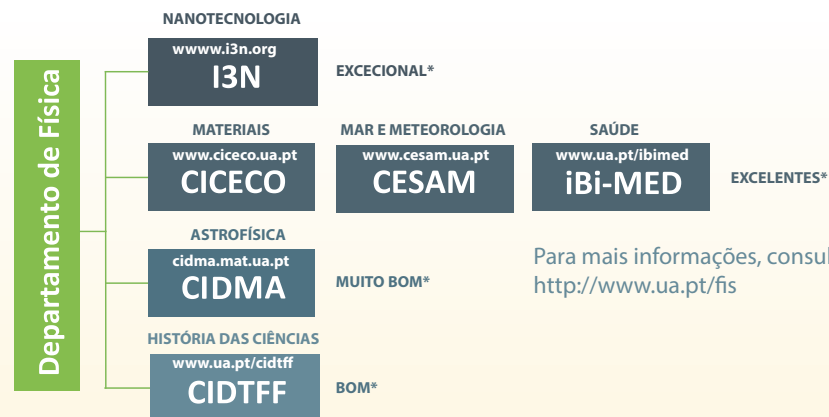 Departamento de Física
NANOTECNOLOGIA
wwww.i3n.org
I3N
EXCECIONAL*
MATERIAIS
www.ciceco.ua.pt
CICECO
MAR E METEOROLOGIA
www.cesam.ua.pt
CESAM
SAÚDE
www.ua.pt/ibimed
iBi-MED
EXCELENTES*
ASTROFÍSICA
cidma.mat.ua.pt
CIDMA
MUITO BOM*
Para mais informações, consul
http://www.ua.pt/fis
HISTÓRIA DAS CIÊNCIAS
www.ua.pt/cidtff
CIDTFF
BOM*